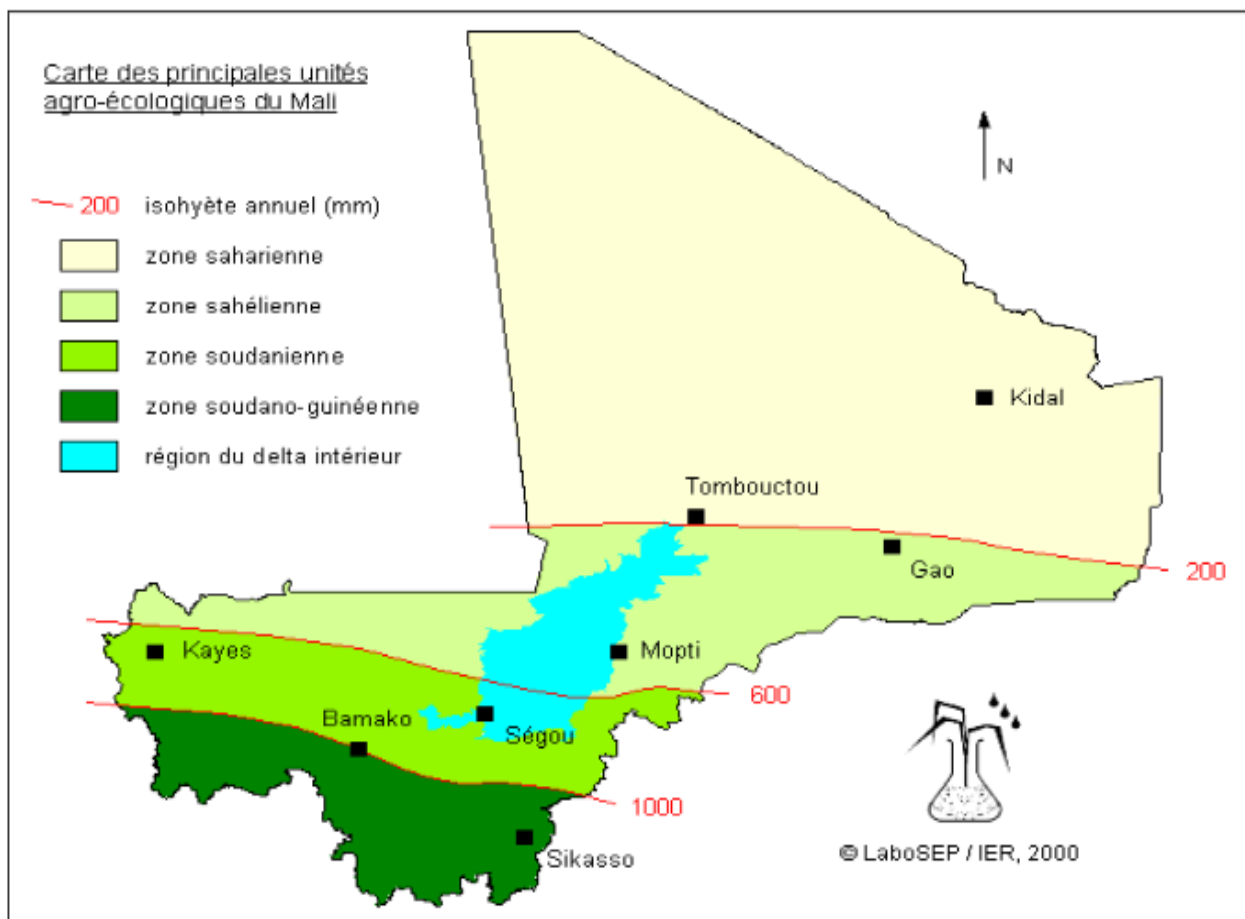 Carte des principales unités
agro-écologiques du Mali
200 isohyète annuel (mm)
zone saharienne
zone sahélienne
zone soudanienne
zone soudano-guinéenne
région du delta intérieur
N
Kidal
Tombouctou
Gao
200
Kayes
Mopti
600
Bamako
Ségou
1000
Sikasso
© LaboSEP / IER, 2000